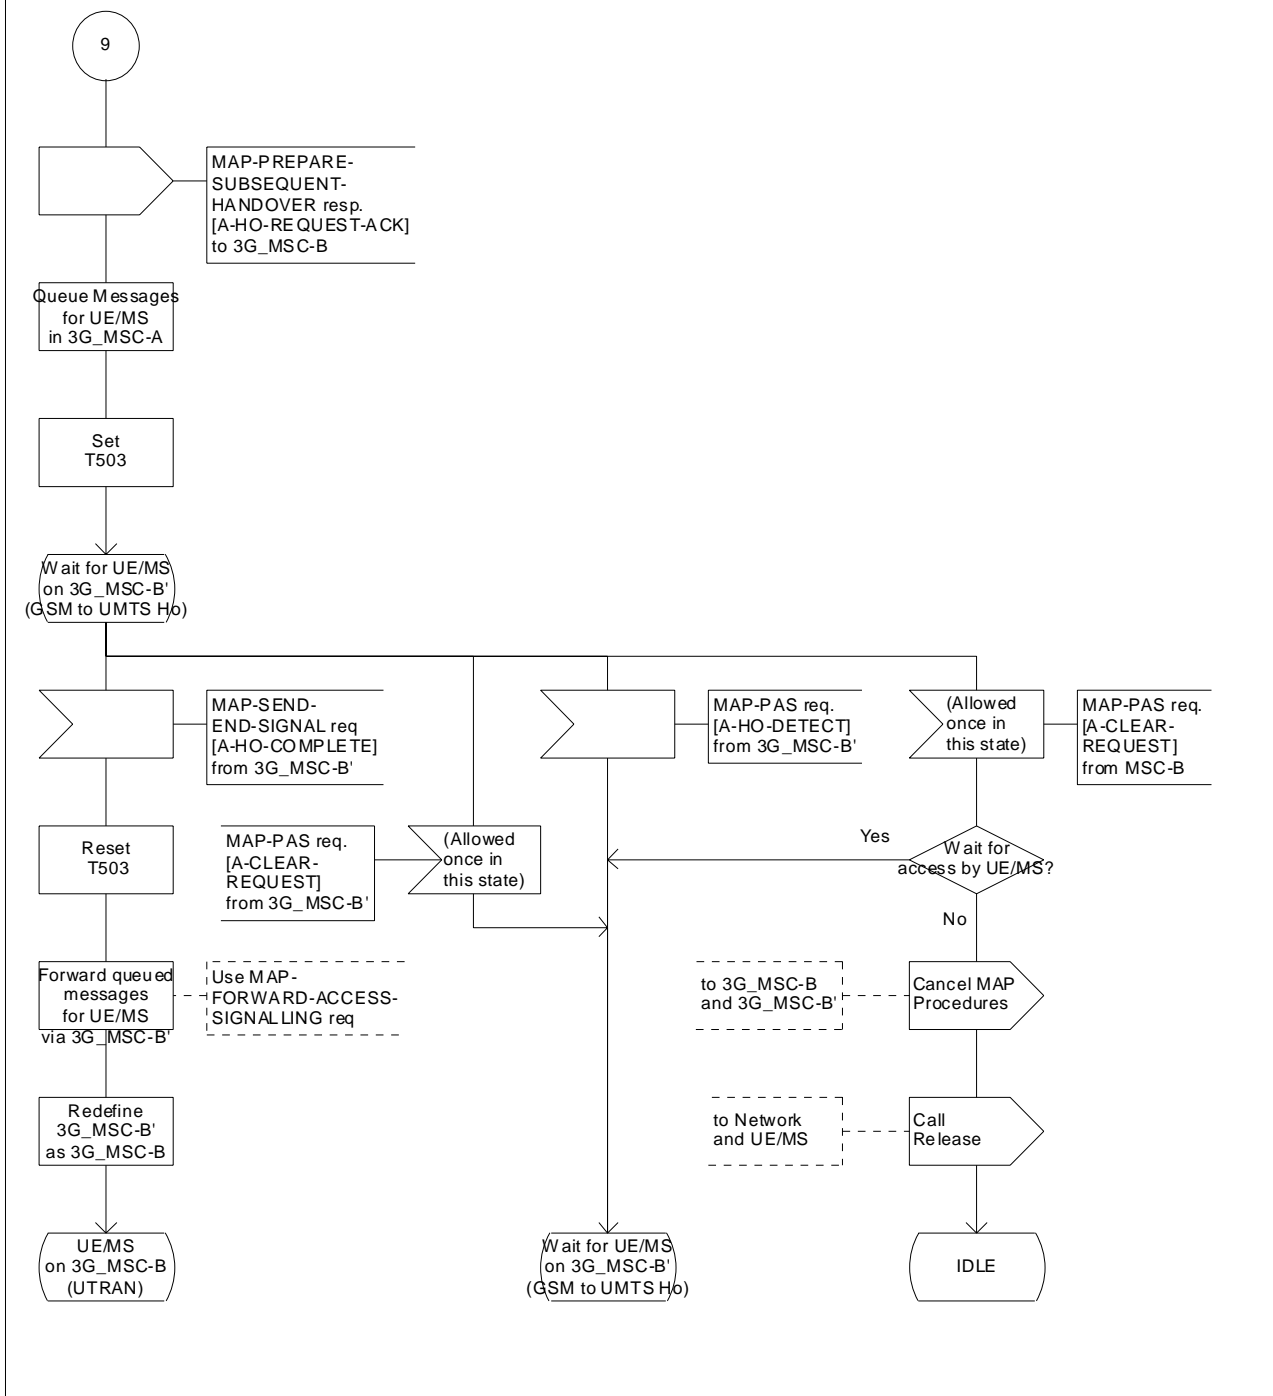 9
MAP-PREPARE-
SUBSEQUENT-
HANDOVER resp.
[A-HO-REQUEST-ACK]
to 3G_MSC-B
Queue Messages
for UE/MS
in 3G_MSC-A
Set
T503
Wait for UE/MS
on 3G_MSC-B'
(GSM to UMTS Ho)
MAP-SEND-
END-SIGNAL req
[A-HO-COMPLETE]
from 3G_MSC-B'
MAP-PAS req.
[A-HO-DETECT]
from 3G_MSC-B'
(Allowed
once in
this state)
MAP-PAS req.
[A-CLEAR-
REQUEST]
from MSC-B
Reset
T503
MAP-PAS req.
[A-CLEAR-
REQUEST]
from 3G_MSC-B'
(Allowed
once in
this state)
Yes
Wait for
access by UE/MS?
No
Forward queued
messages
for UE/MS
via 3G_MSC-B'
Use MAP-
FORWARD-ACCESS-
SIGNALLING req
to 3G_MSC-B
and 3G_MSC-B'
Cancel MAP
Procedures
Redefine
3G_MSC-B'
as 3G_MSC-B
to Network
and UE/MS
Call
Release
UE/MS
on 3G_MSC-B
(UTRAN)
Wait for UE/MS
on 3G_MSC-B'
(GSM to UMTS Ho)
IDLE